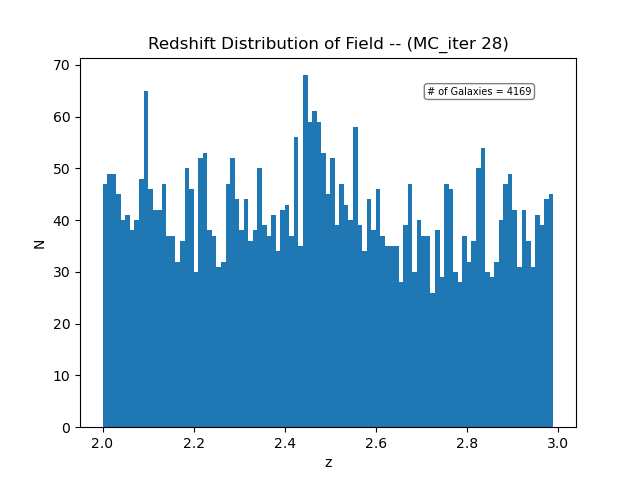 Redshift Distribution of Field -- (MC_iter 28)
# of Galaxies = 4169
70
60
50
40
30
20
10
0
N
2.0 2.2 2.4 2.6 2.8 3.0
z